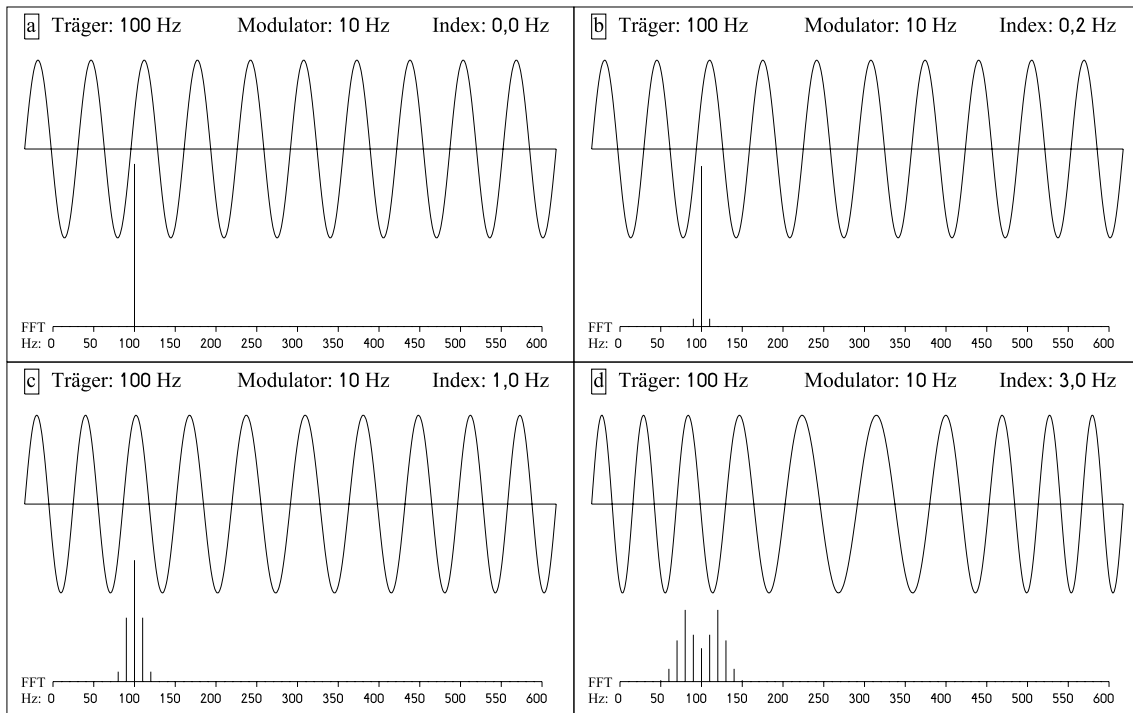 a Träger: 100 Hz Modulator: 10 Hz Index: 0,0 Hz
FFT
Hz: 0 50 100 150 200 250 300 350 400 450 500 550 600
b Träger: 100 Hz Modulator: 10 Hz Index: 0,2 Hz
FFT
Hz: 0 50 100 150 200 250 300 350 400 450 500 550 600
c Träger: 100 Hz Modulator: 10 Hz Index: 1,0 Hz
FFT
Hz: 0 50 100 150 200 250 300 350 400 450 500 550 600
d Träger: 100 Hz Modulator: 10 Hz Index: 3,0 Hz
FFT
Hz: 0 50 100 150 200 250 300 350 400 450 500 550 600